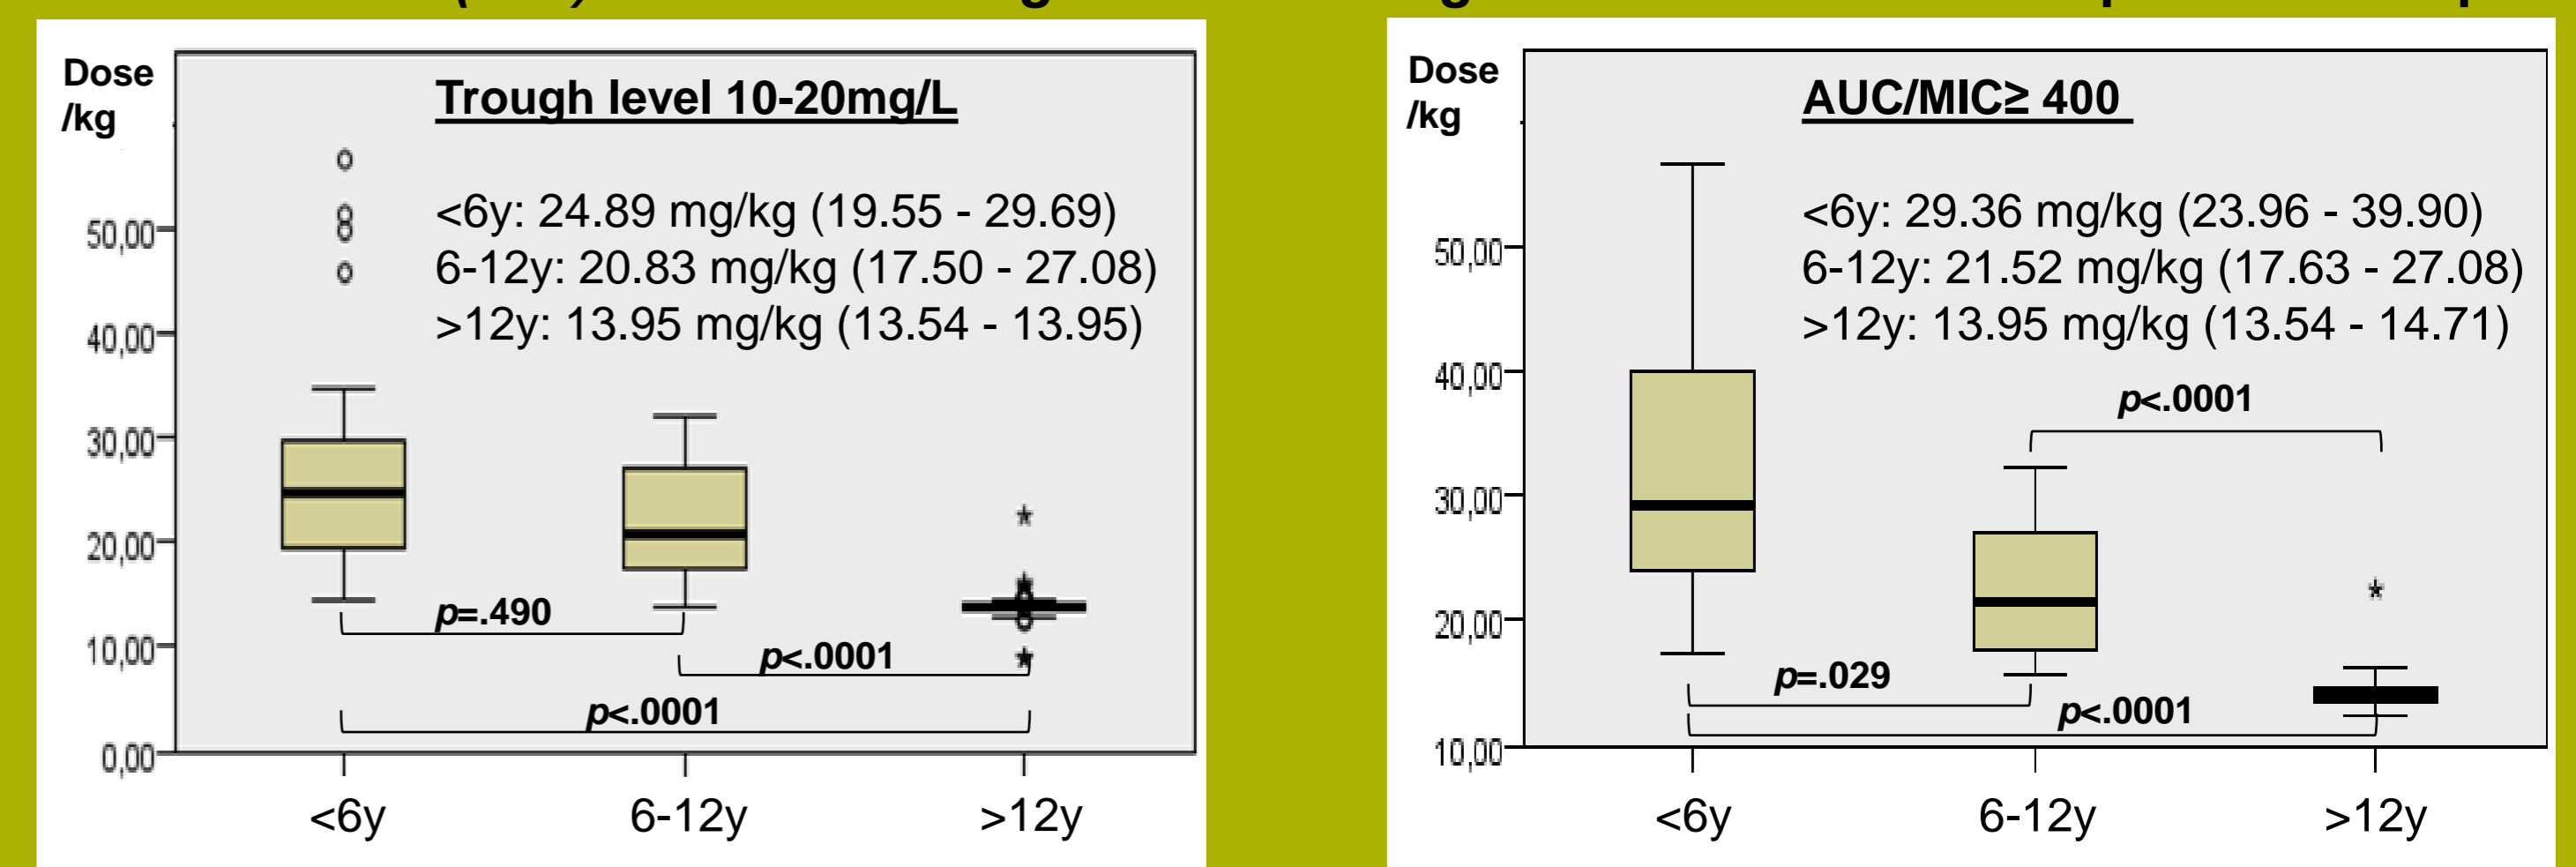 Dose
/kg
Trough level 10-20mg/L
<6y: 24.89 mg/kg (19.55 - 29.69)
6-12y: 20.83 mg/kg (17.50 - 27.08)
>12y: 13.95 mg/kg (13.54 - 13.95)
50,00
40,00
30,00
20,00
10,00
0,00
p=.490
p<.0001
p<.0001
<6y
6-12y
>12y
Dose
/kg
AUC/MIC≥ 400
<6y: 29.36 mg/kg (23.96 - 39.90)
6-12y: 21.52 mg/kg (17.63 - 27.08)
>12y: 13.95 mg/kg (13.54 - 14.71)
50,00
40,00
30,00
20,00
10,00
p<.0001
p=.029
p<.0001
<6y
6-12y
>12y